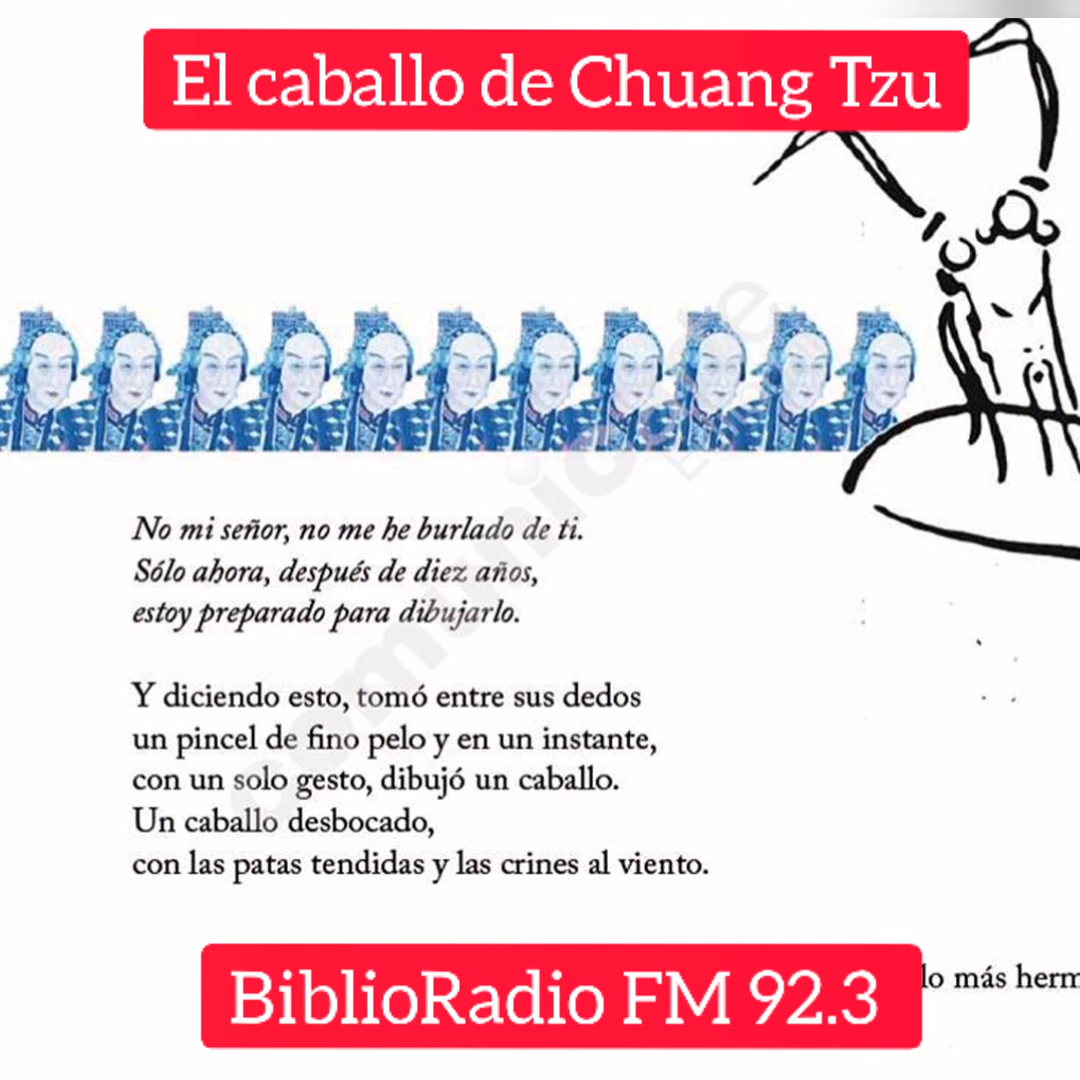 El caballo de Chuang Tzu
No mi señor, no me he burlado de ti.
Sólo ahora, después de diez años,
estoy preparado para dibujarlo.
Y diciendo esto, tomó entre sus dedos
un pincel de fino pelo y en un instante,
con un solo gesto, dibujó un caballo.
Un caballo desbocado,
con las patas tendidas y las crines al viento.
lo más herm
BiblioRadio FM 92.3